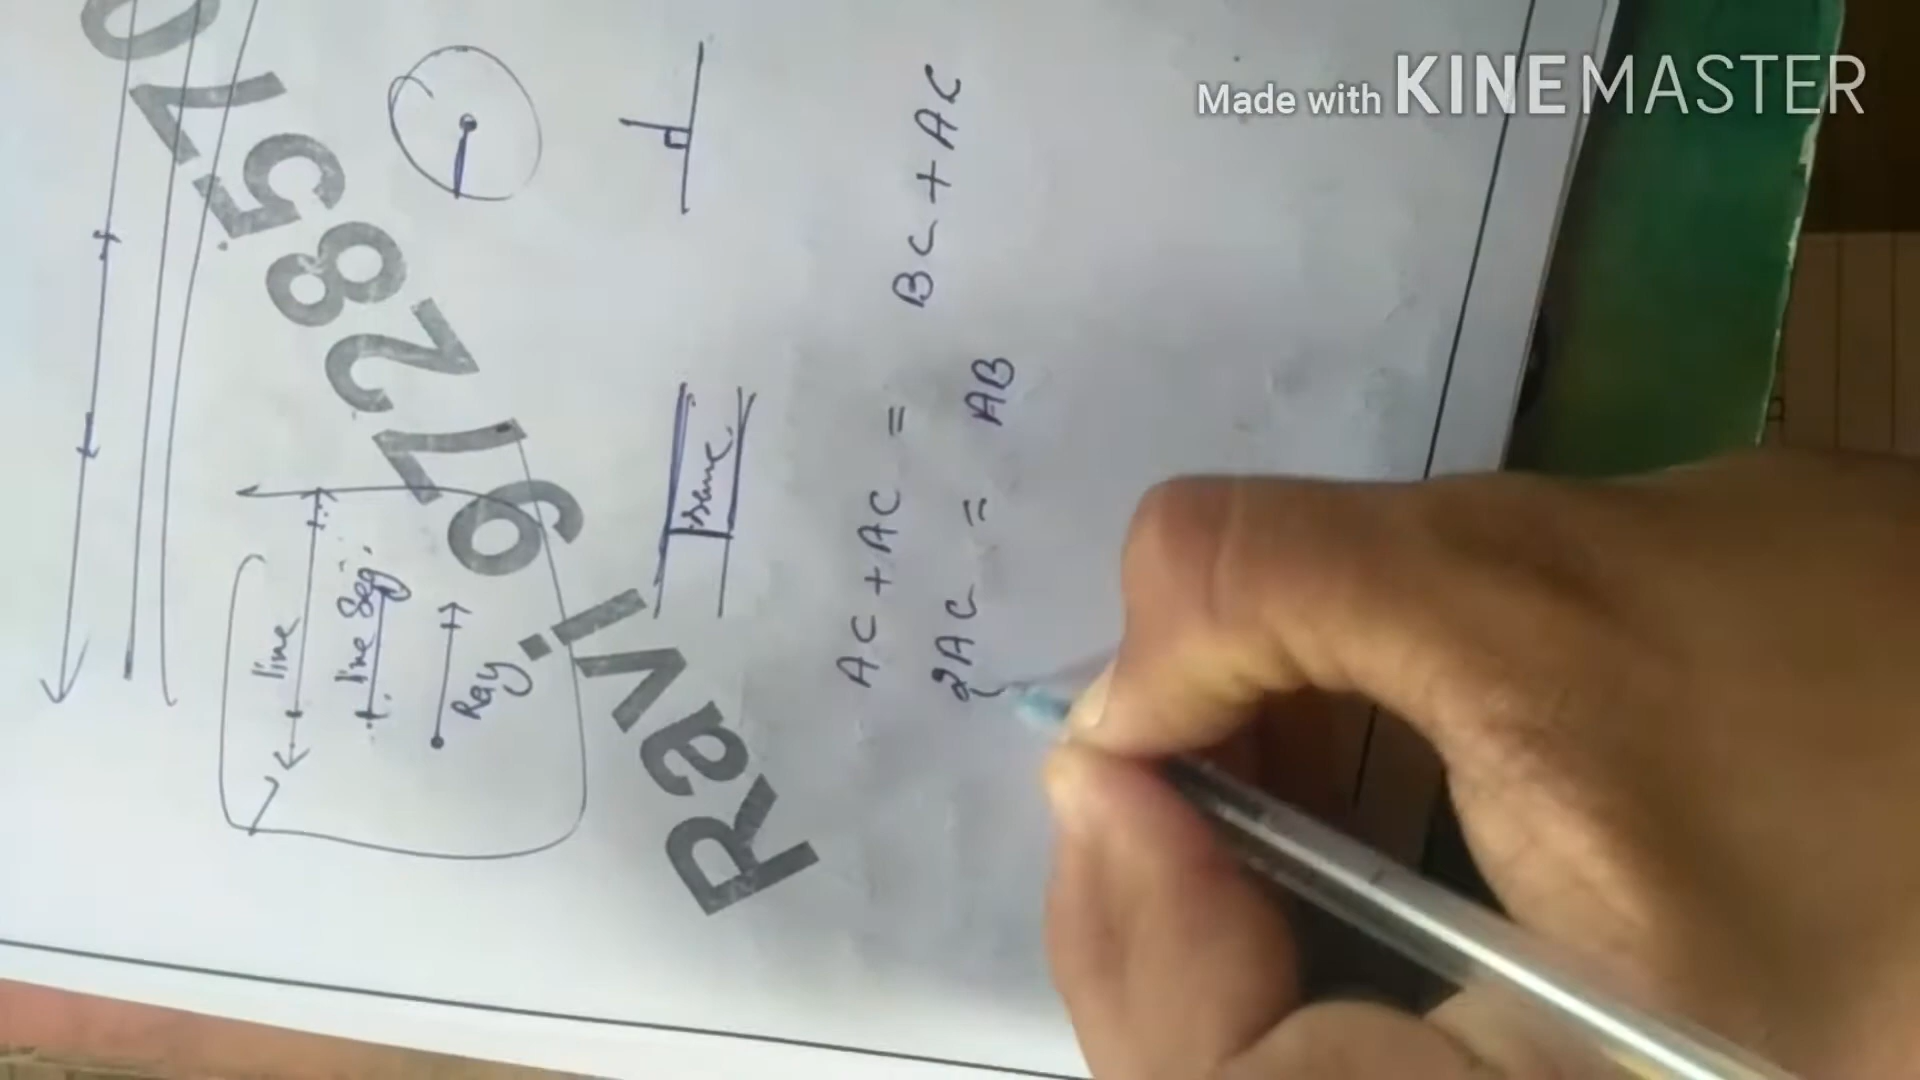 Made with KINEMASTER
line
line Seg.
Ray
same
AC + AC = BC + AC
2AC = AB
Ravi 9728570